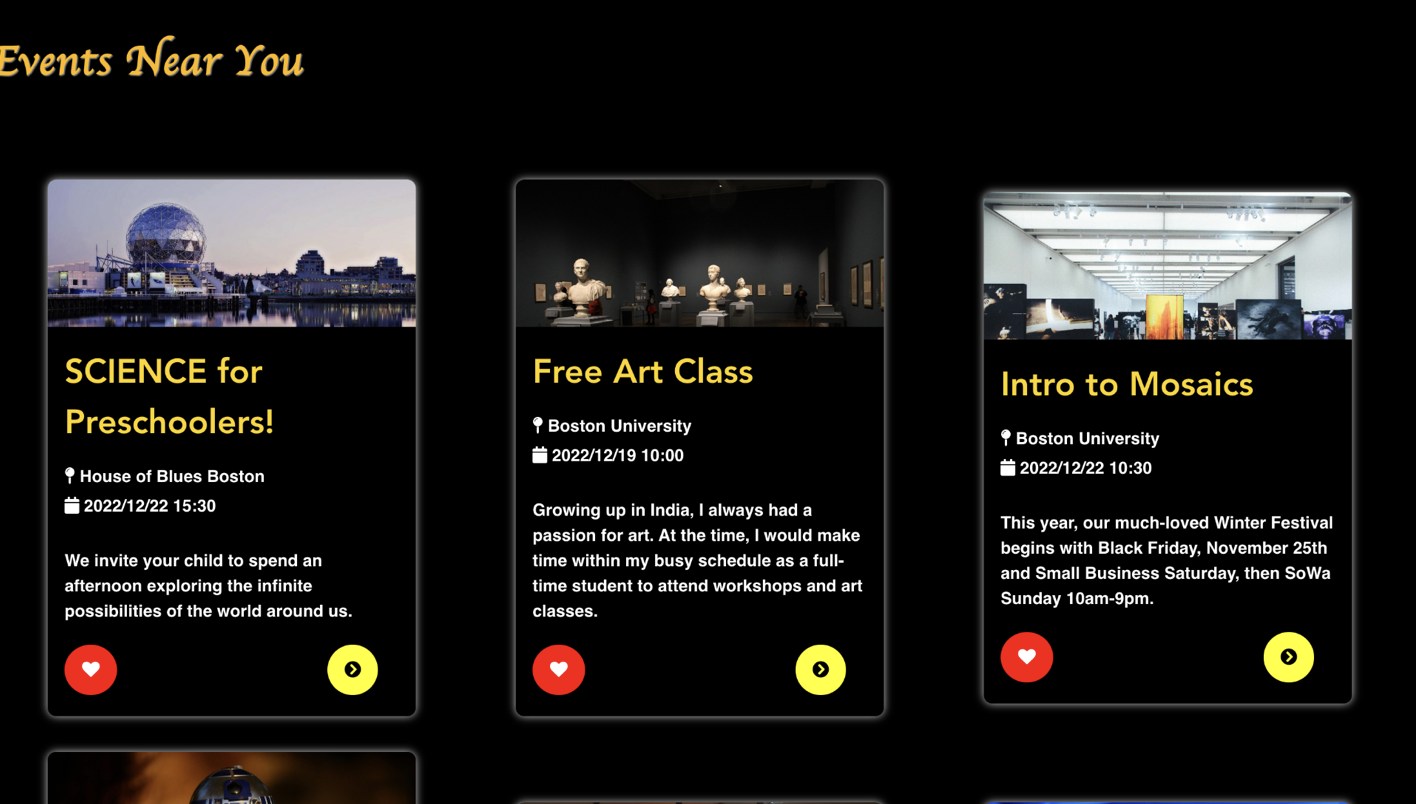 Events Near You
SCIENCE for
Preschoolers!
House of Blues Boston
2022/12/22 15:30
We invite your child to spend an
afternoon exploring the infinite
possibilities of the world around us.
Free Art Class
Boston University
2022/12/19 10:00
Growing up in India, I always had a
passion for art. At the time, I would make
time within my busy schedule as a full-
time student to attend workshops and art
classes.
Intro to Mosaics
Boston University
2022/12/22 10:30
This year, our much-loved Winter Festival
begins with Black Friday, November 25th
and Small Business Saturday, then SoWa
Sunday 10am-9pm.